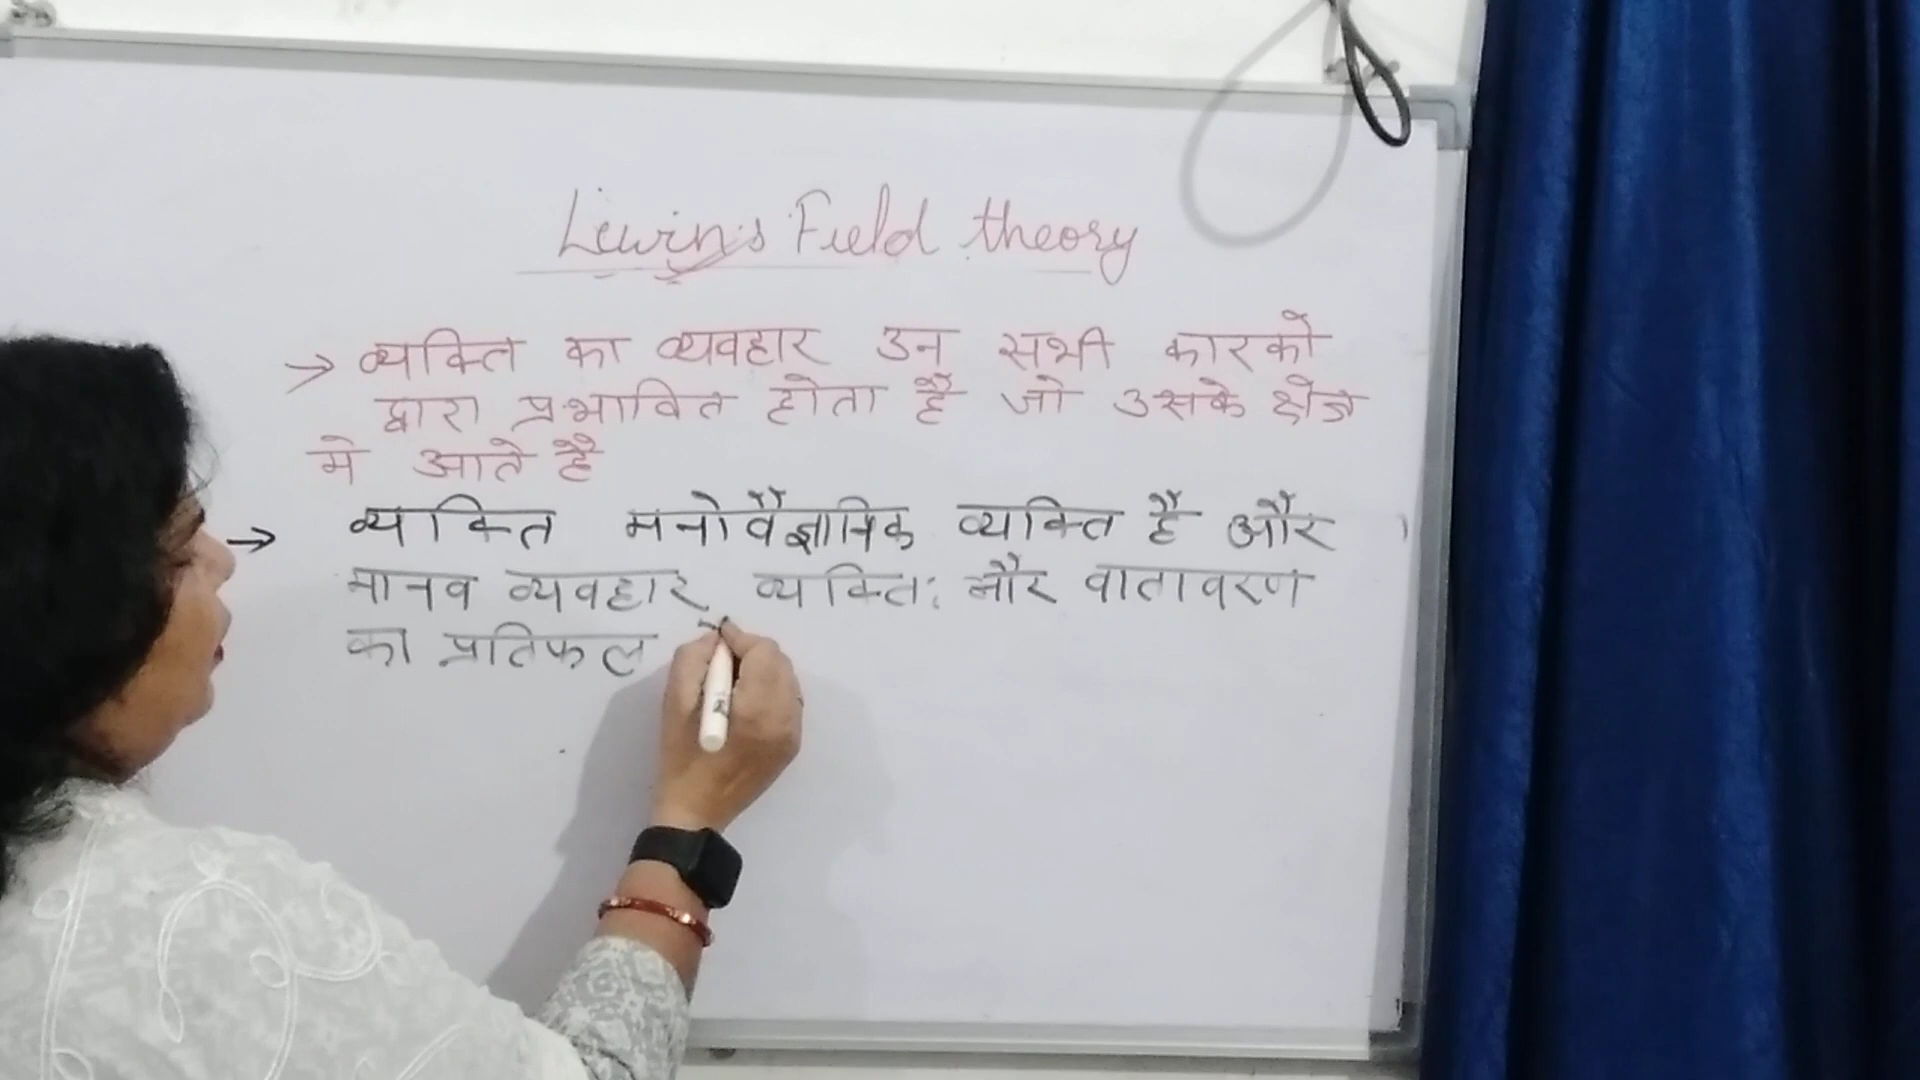 Lewin's Field theory
→ व्यक्ति का व्यवहार उन सभी कारको
द्वारा प्रभावित होता है जो उसके क्षेत्र
मे आते है
→ व्यक्ति मनोवैज्ञानिक व्यक्ति है और
मानव व्यवहार व्यक्ति और वातावरण
का प्रतिफल